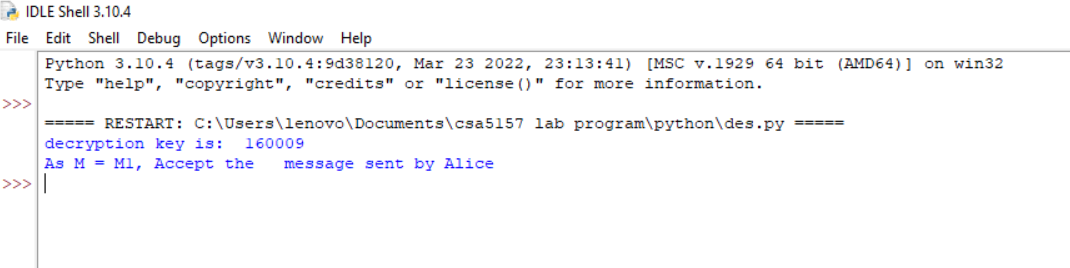 IDLE Shell 3.10.4
File Edit Shell Debug Options Window Help
Python 3.10.4 (tags/v3.10.4:9d38120, Mar 23 2022, 23:13:41) [MSC v.1929 64 bit (AMD64)] on win32
Type "help", "copyright", "credits" or "license()" for more information.
>>>
===== RESTART: C:\Users\lenovo\Documents\csa5157 lab program\python\des.py =====
decryption key is:  160009
As M = M1, Accept the   message sent by Alice
>>>